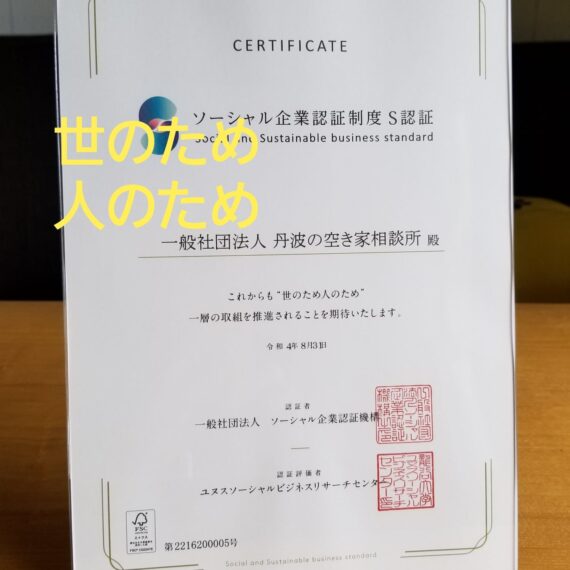 CERTIFICATE
ソーシャル企業認証制度 S認証
Social and Sustainable business standard
世のため
人のため
一般社団法人 丹波の空き家相談所 殿
これからも“世のため人のため”
一層の取組を推進されることを期待いたします。
令和 4年 8月31日
認証者
一般社団法人 ソーシャル企業認証機構
認証評価者
ユヌスソーシャルビジネスリサーチセンター
FSC
第2216200005号
Social and Sustainable business standard